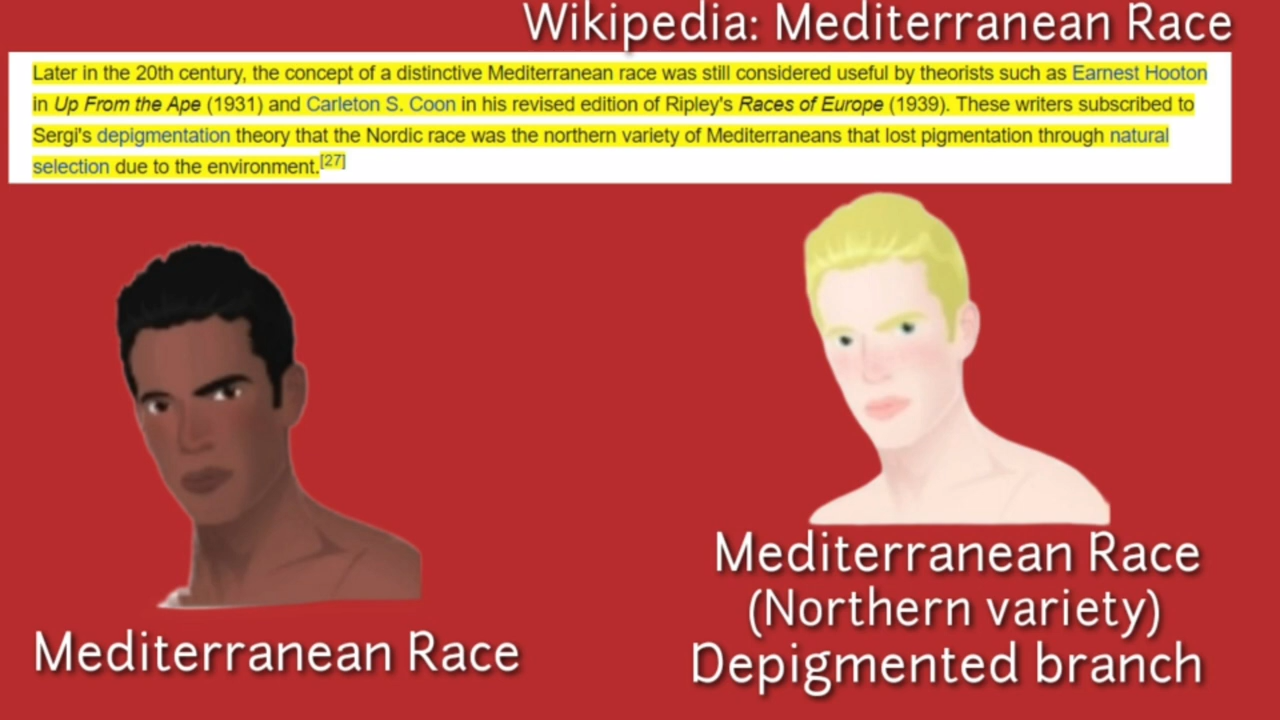 Wikipedia: Mediterranean Race
Later in the 20th century, the concept of a distinctive Mediterranean race was still considered useful by theorists such as Earnest Hooton
in Up From the Ape (1931) and Carleton S. Coon in his revised edition of Ripley's Races of Europe (1939). These writers subscribed to
Sergi's depigmentation theory that the Nordic race was the northern variety of Mediterraneans that lost pigmentation through natural
selection due to the environment.[27]
Mediterranean Race
Mediterranean Race
(Northern variety)
Depigmented branch